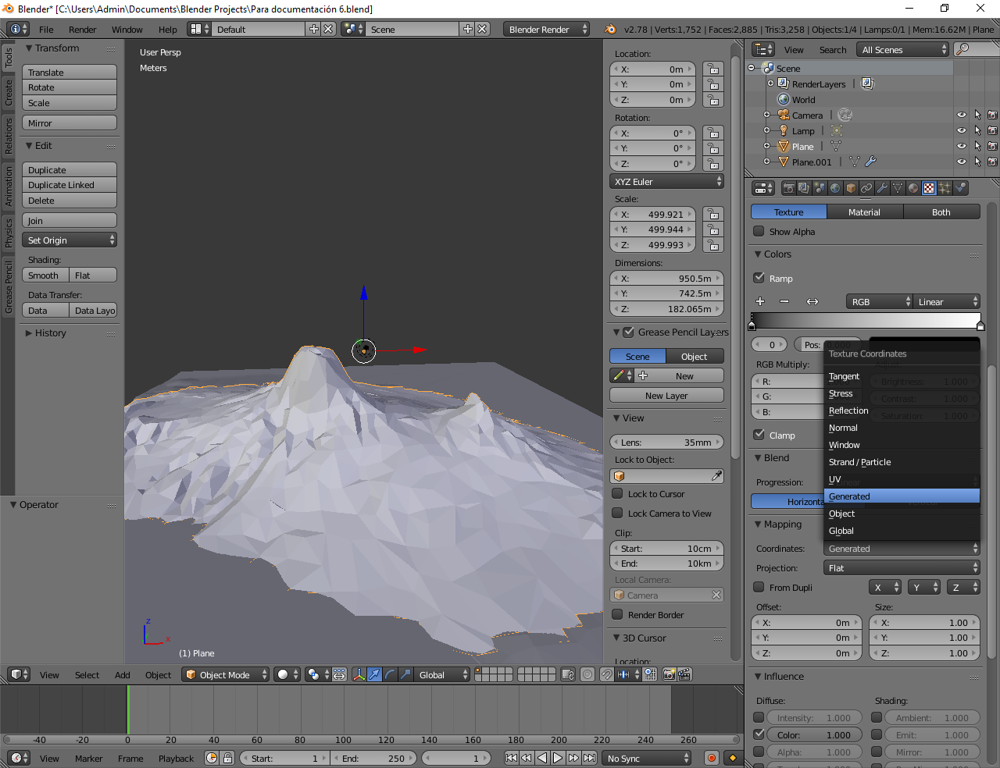 Blender* [C:\Users\Admin\Documents\Blender Projects\Para documentación 6.blend]
File Render Window Help Default Scene Blender Render v2.78 | Verts:1,752 | Faces:2,885 | Tris:3,258 | Objects:1/4 | Lamps:0/1 | Mem:16.62M | Plane
Tools
Create
Relations
Animation
Physics
Grease Pencil
Transform
Translate
Rotate
Scale
Mirror
Edit
Duplicate
Duplicate Linked
Delete
Join
Set Origin
Shading:
Smooth Flat
Data Transfer:
Data Data Layo
History
Operator
User Persp
Meters
z
x
(1) Plane
Location:
X: 0m
Y: 0m
Z: 0m
Rotation:
X: 0°
Y: 0°
Z: 0°
XYZ Euler
Scale:
X: 499.921
Y: 499.944
Z: 499.993
Dimensions:
X: 950.5m
Y: 742.5m
Z: 182.065m
Grease Pencil Layers
Scene Object
New
New Layer
View
Lens: 35mm
Lock to Object:
Lock to Cursor
Lock Camera to View
Clip:
Start: 10cm
End: 10km
Local Camera:
Camera
Render Border
3D Cursor
Location:
View Search All Scenes
Scene
RenderLayers |
World
Camera |
Lamp |
Plane |
Plane.001 |
Texture Material Both
Show Alpha
Colors
Ramp
RGB Linear
0 Pos: 0.000
RGB Multiply:
R:
G:
B:
Brightness: 1.000
Contrast: 1.000
Saturation: 1.000
Clamp
Blend
Progression:
Horizonta
Texture Coordinates
Tangent
Stress
Reflection
Normal
Window
Strand / Particle
UV
Generated
Object
Global
Mapping
Coordinates: Generated
Projection: Flat
From Dupli X Y Z
Offset: Size:
X: 0m X: 1.00
Y: 0m Y: 1.00
Z: 0m Z: 1.00
Influence
Diffuse: Shading:
Intensity: 1.000 Ambient: 1.000
Color: 1.000 Emit: 1.000
Alpha: 1.000 Mirror: 1.000
View Select Add Object Object Mode Global
-40 -20 0 20 40 60 80 100 120 140 160 180 200 220 240 260
View Marker Frame Playback Start: 1 End: 250 1 No Sync